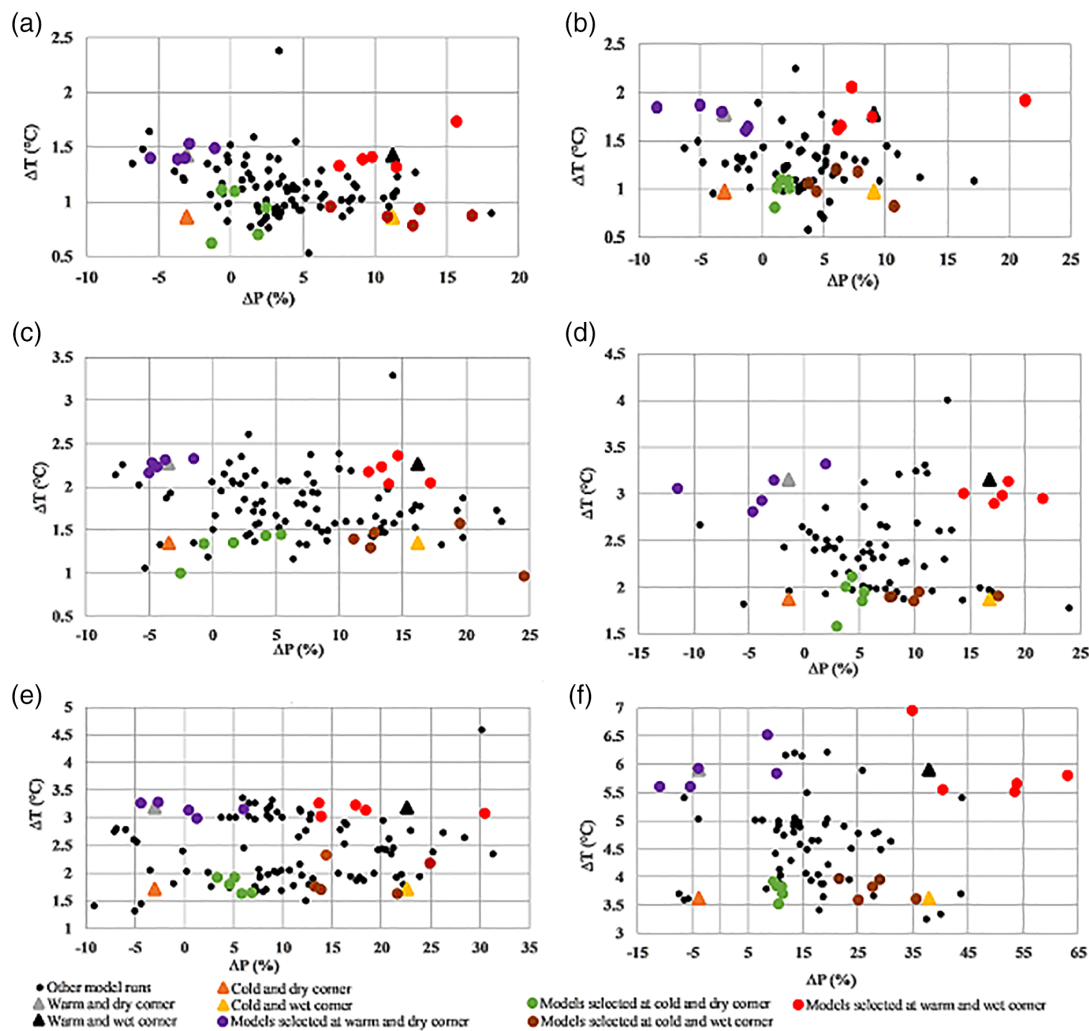 (a)
2.5
2
1.5
1
0.5
ΔT (°C)
-10 -5 0 5 10 15 20
ΔP (%)
(b)
2.5
2
1.5
1
0.5
ΔT (°C)
-10 -5 0 5 10 15 20 25
ΔP (%)
(c)
3.5
3
2.5
2
1.5
1
0.5
ΔT (°C)
-10 -5 0 5 10 15 20 25
ΔP (%)
(d)
4.5
4
3.5
3
2.5
2
1.5
ΔT (°C)
-15 -10 -5 0 5 10 15 20 25
ΔP (%)
(e)
5
4.5
4
3.5
3
2.5
2
1.5
1
ΔT (°C)
-10 -5 0 5 10 15 20 25 30 35
ΔP (%)
(f)
7
6.5
6
5.5
5
4.5
4
3.5
3
ΔT (°C)
-15 -5 5 15 25 35 45 55 65
ΔP (%)
Other model runs
Warm and dry corner
Warm and wet corner
Cold and dry corner
Cold and wet corner
Models selected at warm and dry corner
Models selected at cold and dry corner
Models selected at cold and wet corner
Models selected at warm and wet corner